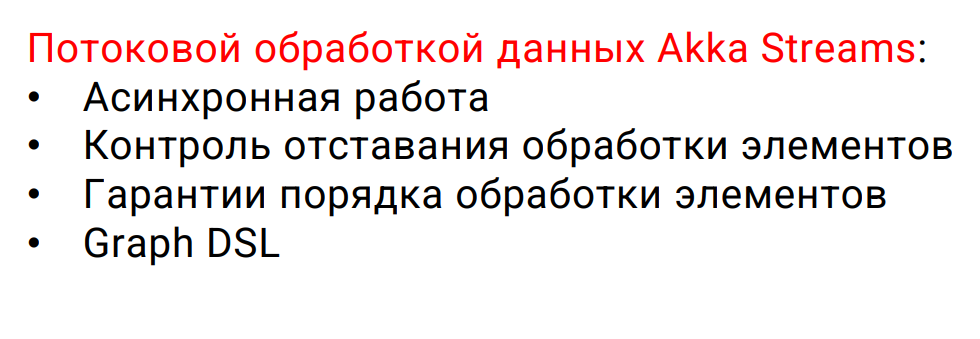 Потоковой обработкой данных Akka Streams:
• Асинхронная работа
• Контроль отставания обработки элементов
• Гарантии порядка обработки элементов
• Graph DSL